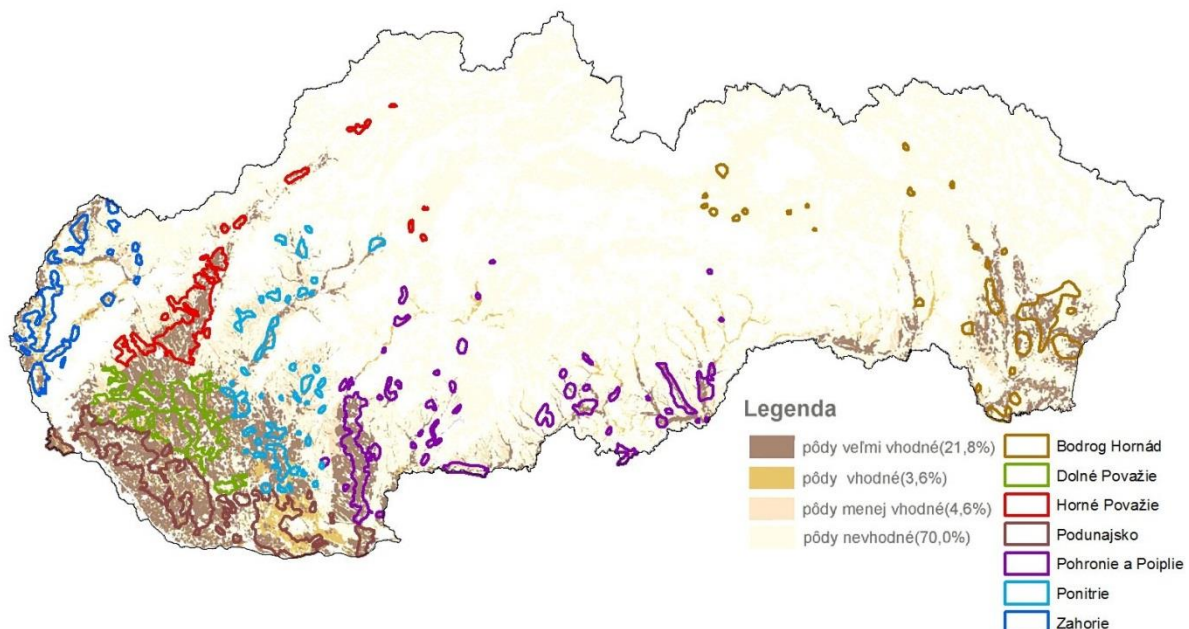 Legenda
pôdy veľmi vhodné(21,8%)
pôdy vhodné(3,6%)
pôdy menej vhodné(4,6%)
pôdy nevhodné(70,0%)
Bodrog Hornád
Dolné Považie
Horné Považie
Podunajsko
Pohronie a Poiplie
Ponitrie
Zahorie